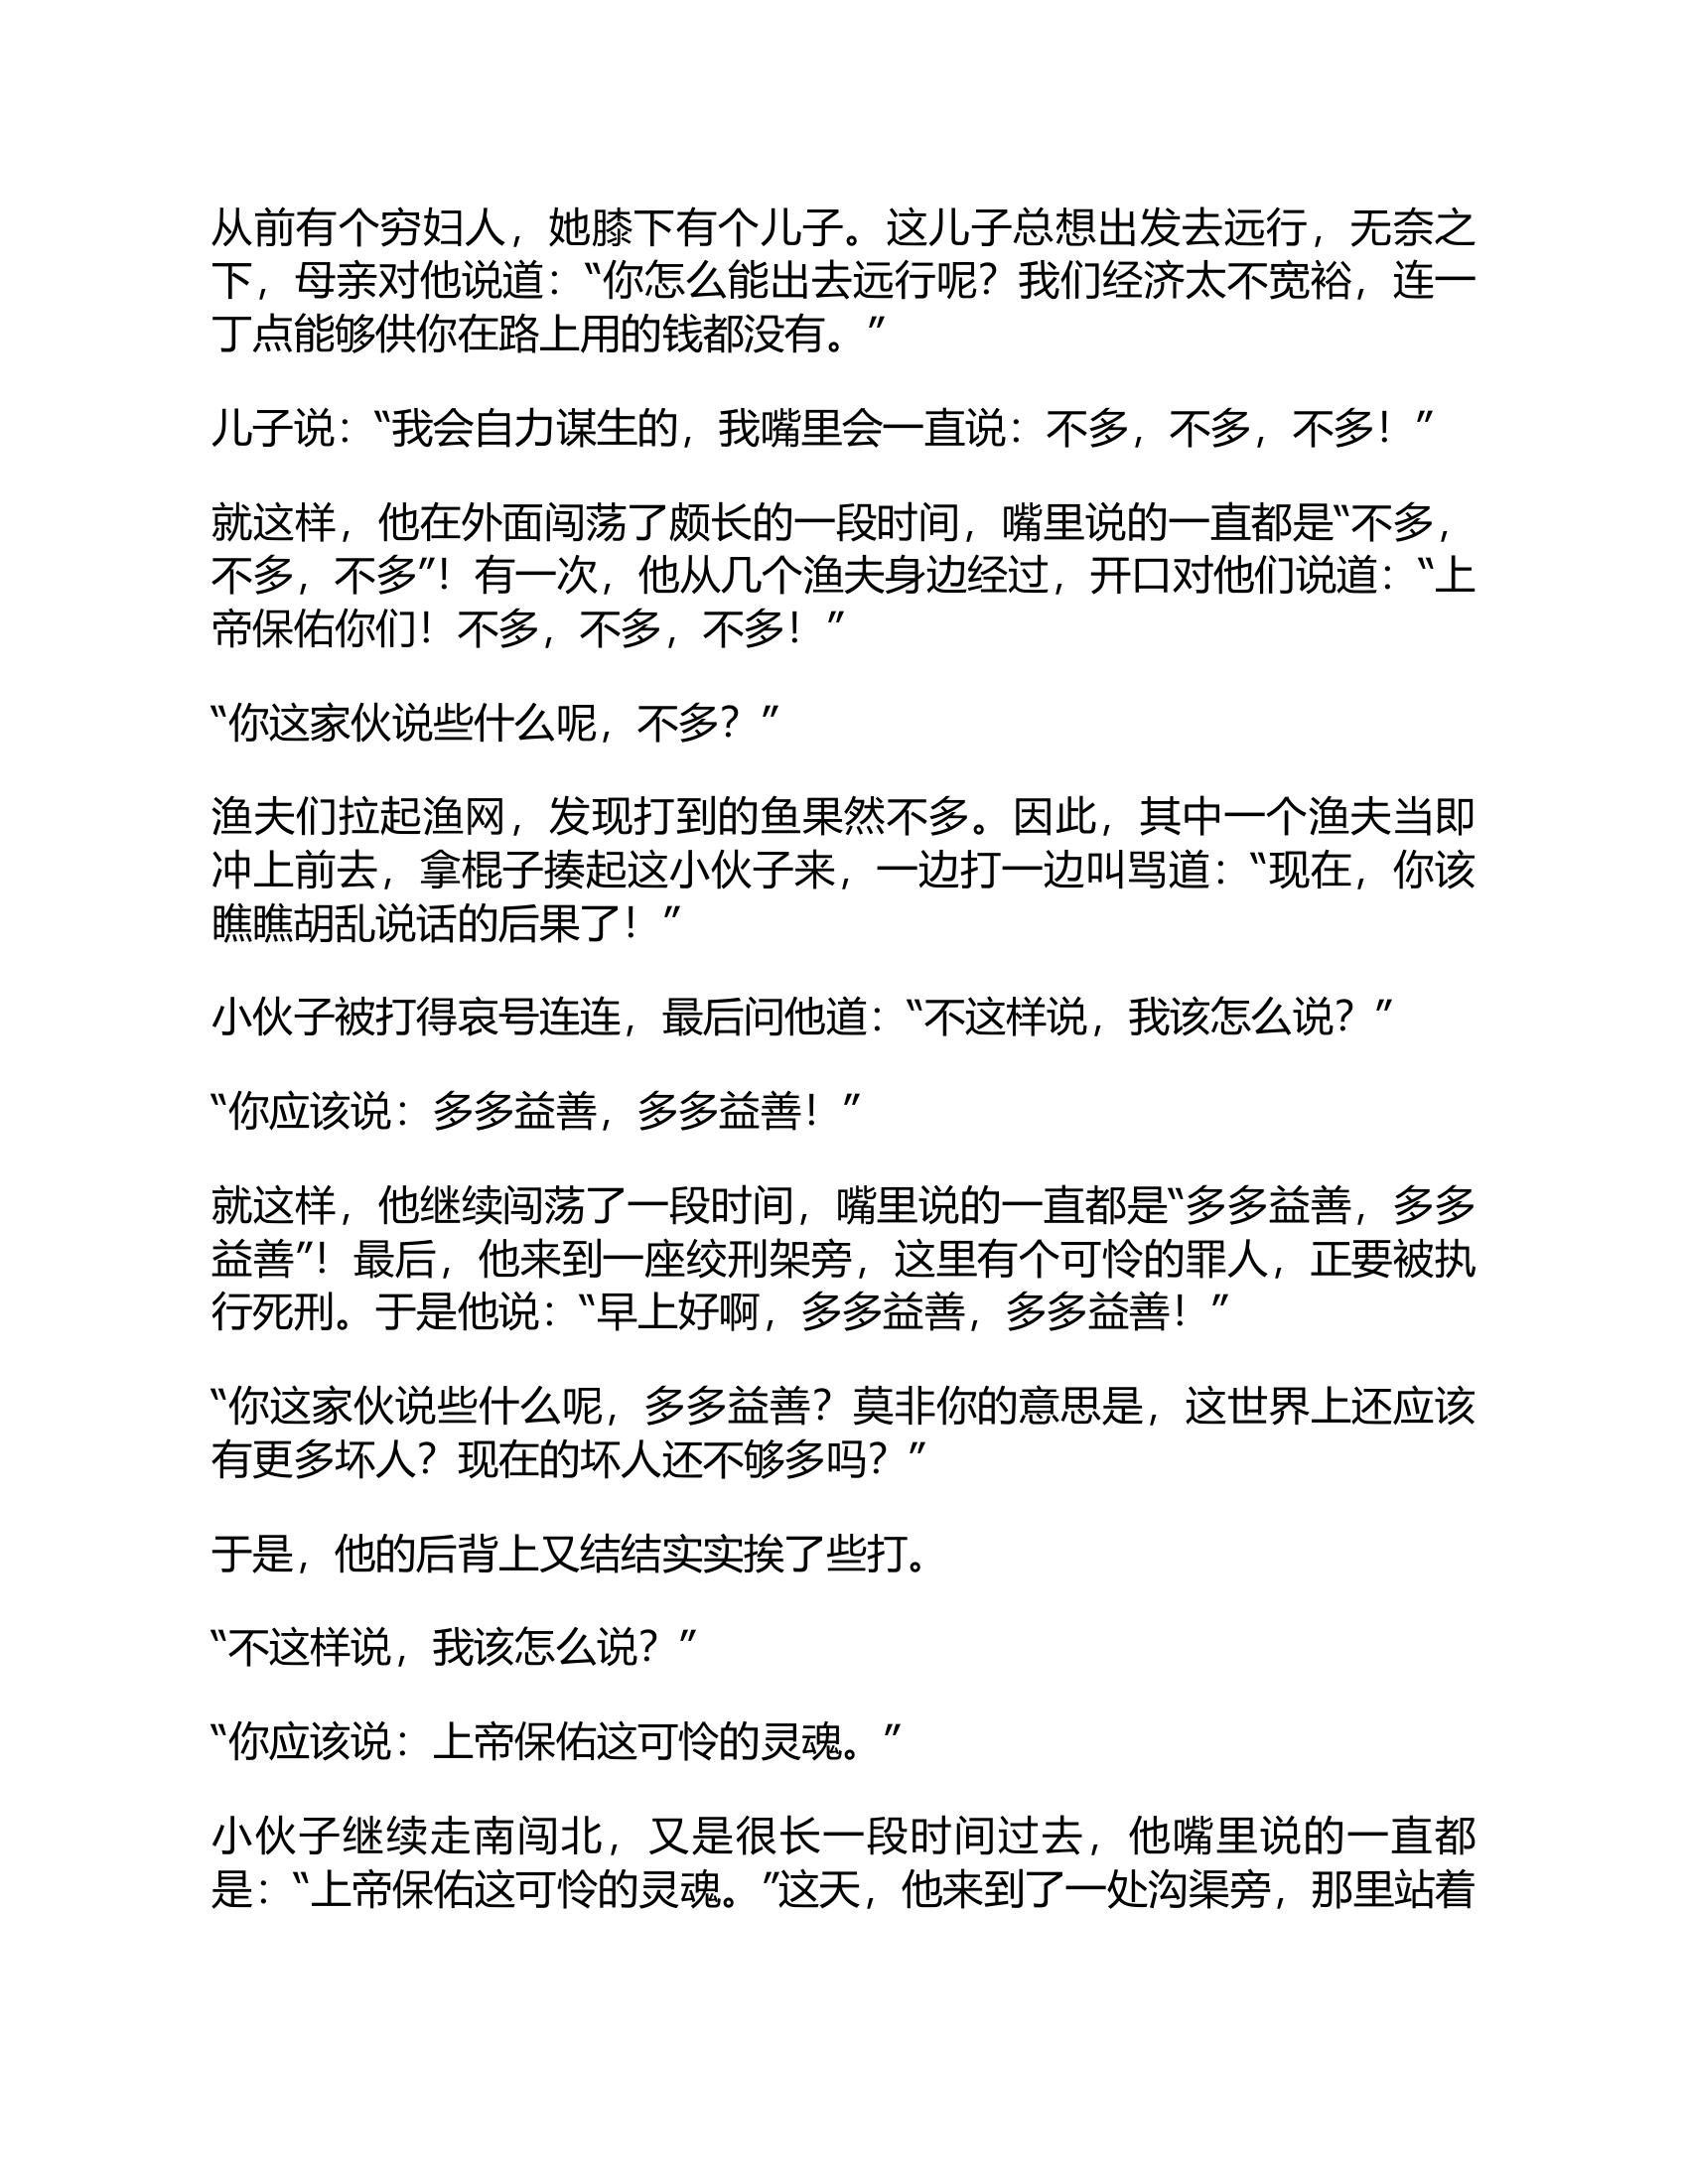 从前有个穷妇人，她膝下有个儿子。这儿子总想出发去远行，无奈之
下，母亲对他说道：“你怎么能出去远行呢？我们经济太不宽裕，连一
丁点能够供你在路上用的钱都没有。”
儿子说：“我会自力谋生的，我嘴里会一直说：不多，不多，不多！”
就这样，他在外面闯荡了颇长的一段时间，嘴里说的一直都是“不多，
不多，不多”！有一次，他从几个渔夫身边经过，开口对他们说道：“上
帝保佑你们！不多，不多，不多！”
“你这家伙说些什么呢，不多？”
渔夫们拉起渔网，发现打到的鱼果然不多。因此，其中一个渔夫当即
冲上前去，拿棍子揍起这小伙子来，一边打一边叫骂道：“现在，你该
瞧瞧胡乱说话的后果了！”
小伙子被打得哀号连连，最后问他道：“不这样说，我该怎么说？”
“你应该说：多多益善，多多益善！”
就这样，他继续闯荡了一段时间，嘴里说的一直都是“多多益善，多多
益善”！最后，他来到一座绞刑架旁，这里有个可怜的罪人，正要被执
行死刑。于是他说：“早上好啊，多多益善，多多益善！”
“你这家伙说些什么呢，多多益善？莫非你的意思是，这世界上还应该
有更多坏人？现在的坏人还不够多吗？”
于是，他的后背上又结结实实挨了些打。
“不这样说，我该怎么说？”
“你应该说：上帝保佑这可怜的灵魂。”
小伙子继续走南闯北，又是很长一段时间过去，他嘴里说的一直都
是：“上帝保佑这可怜的灵魂。”这天，他来到了一处沟渠旁，那里站着